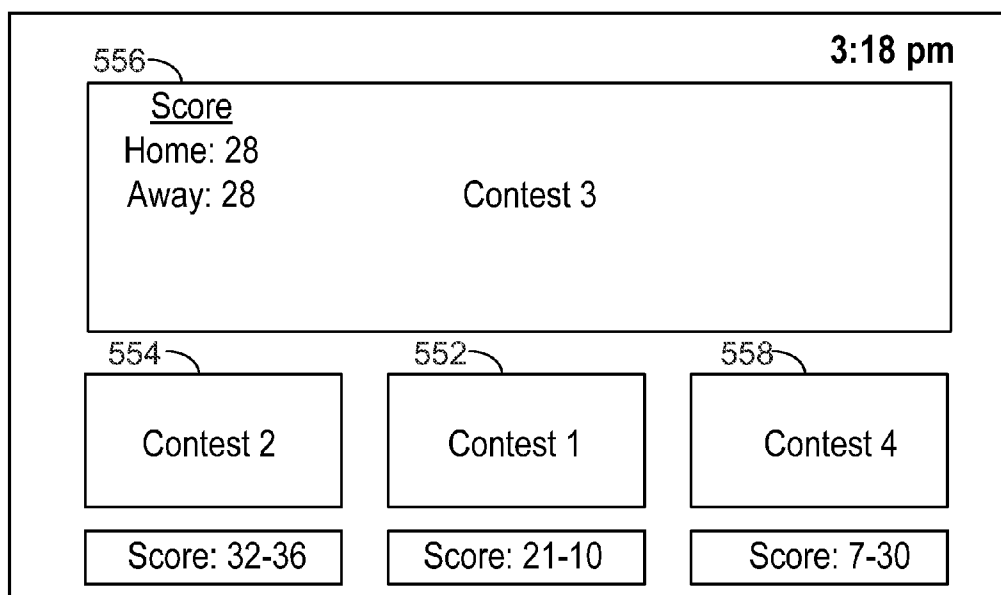 3:18 pm
556
Score
Home: 28
Away: 28
Contest 3
554
552
558
Contest 2
Contest 1
Contest 4
Score: 32-36
Score: 21-10
Score: 7-30